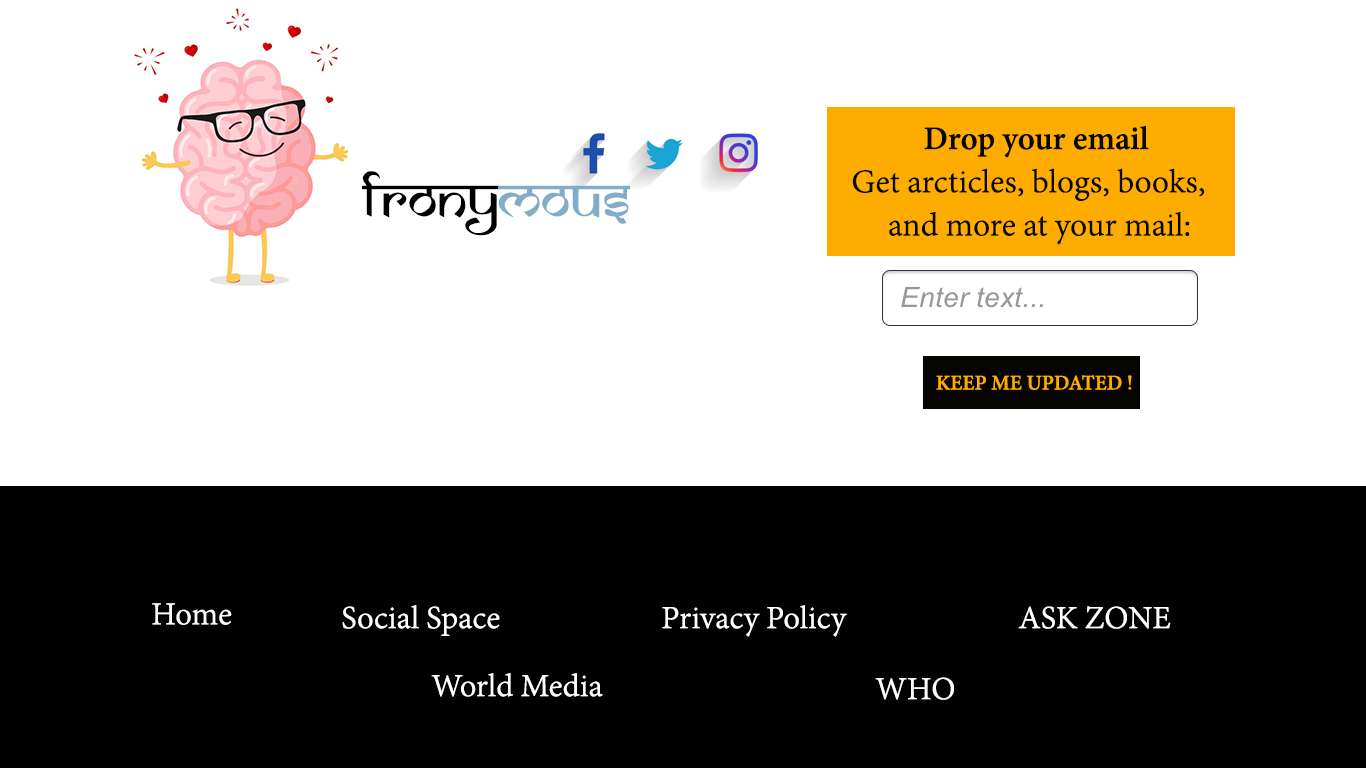 fronymous
Drop your email
Get arcticles, blogs, books,
and more at your mail:
Enter text...
KEEP ME UPDATED !
Home
Social Space
Privacy Policy
ASK ZONE
World Media
WHO